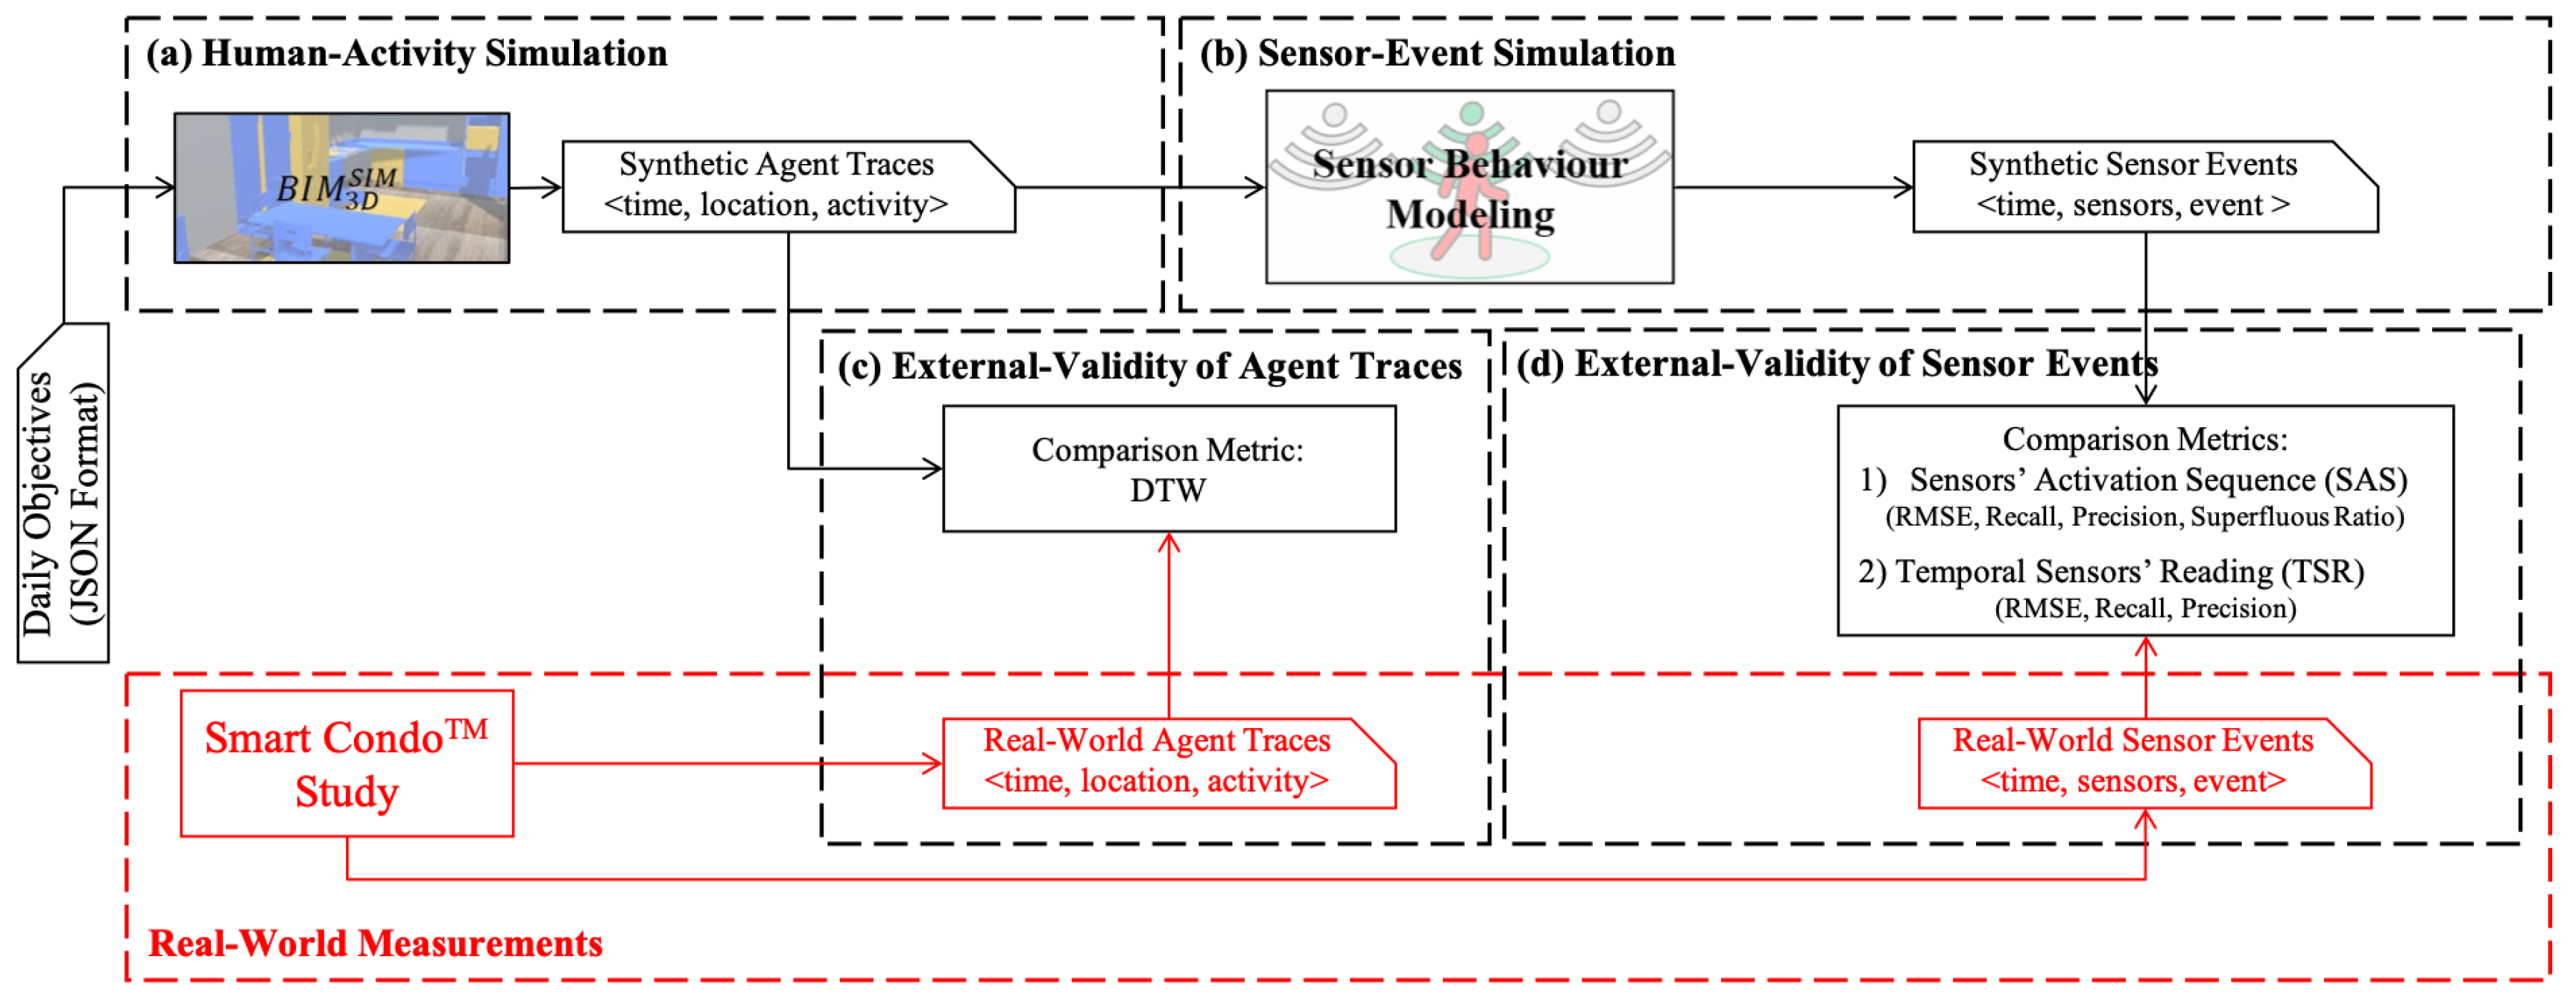 (a) Human-Activity Simulation
BIM SIM 3D
Synthetic Agent Traces
<time, location, activity>
(b) Sensor-Event Simulation
Sensor Behaviour
Modeling
Synthetic Sensor Events
<time, sensors, event >
Daily Objectives
(JSON Format)
(c) External-Validity of Agent Traces
Comparison Metric:
DTW
(d) External-Validity of Sensor Events
Comparison Metrics:
1) Sensors’ Activation Sequence (SAS)
(RMSE, Recall, Precision, Superfluous Ratio)
2) Temporal Sensors’ Reading (TSR)
(RMSE, Recall, Precision)
Smart Condo™
Study
Real-World Agent Traces
<time, location, activity>
Real-World Sensor Events
<time, sensors, event>
Real-World Measurements